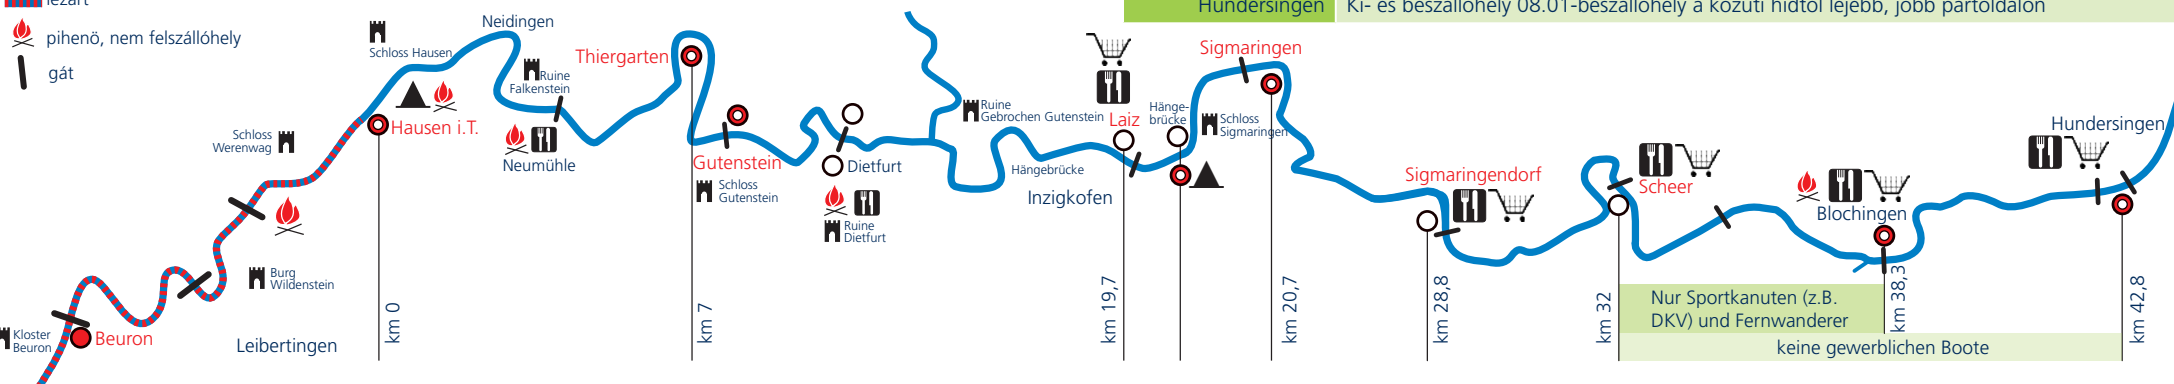 lezárt
pihenö, nem felszállóhely
gát
Hundersingen
Ki- és beszállóhely 08.01-beszállóhely a közúti hídtól lejebb, jobb pártoldalon
Neidingen
Schloss Hausen
Ruine
Falkenstein
Thiergarten
Hausen i.T.
Schloss
Werenwag
Neumühle
Gutenstein
Schloss
Gutenstein
Dietfurt
Ruine
Dietfurt
Ruine
Gebrochen Gutenstein
Hängebrücke
Inzigkofen
Laiz
Hänge-
brücke
Sigmaringen
Schloss
Sigmaringen
Sigmaringendorf
Scheer
Blochingen
Hundersingen
Burg
Wildenstein
Kloster
Beuron
Beuron
Leibertingen
km 0
km 7
km 19,7
km 20,7
km 28,8
km 32
km 38,3
km 42,8
Nur Sportkanuten (z.B.
DKV) und Fernwanderer
keine gewerblichen Boote